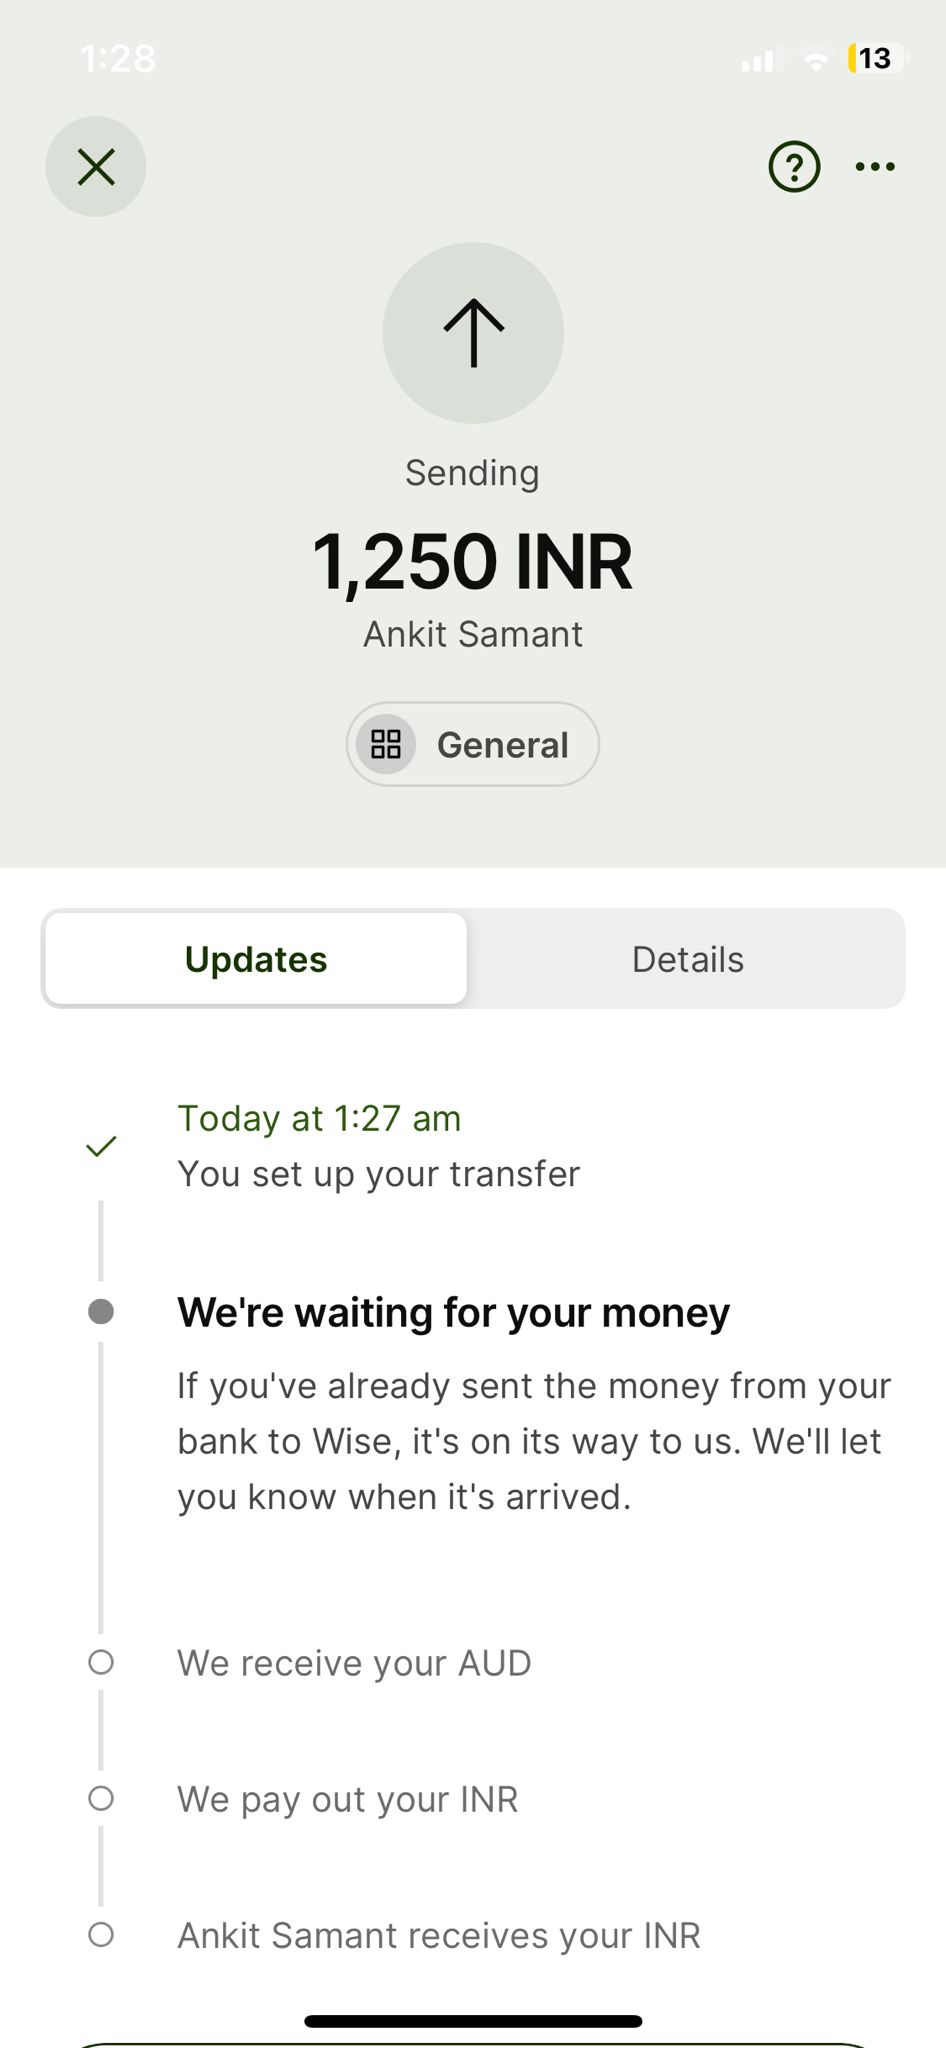 1:28
13
Sending
1,250 INR
Ankit Samant
General
Updates
Details
Today at 1:27 am
You set up your transfer
We're waiting for your money
If you've already sent the money from your
bank to Wise, it's on its way to us. We'll let
you know when it's arrived.
We receive your AUD
We pay out your INR
Ankit Samant receives your INR